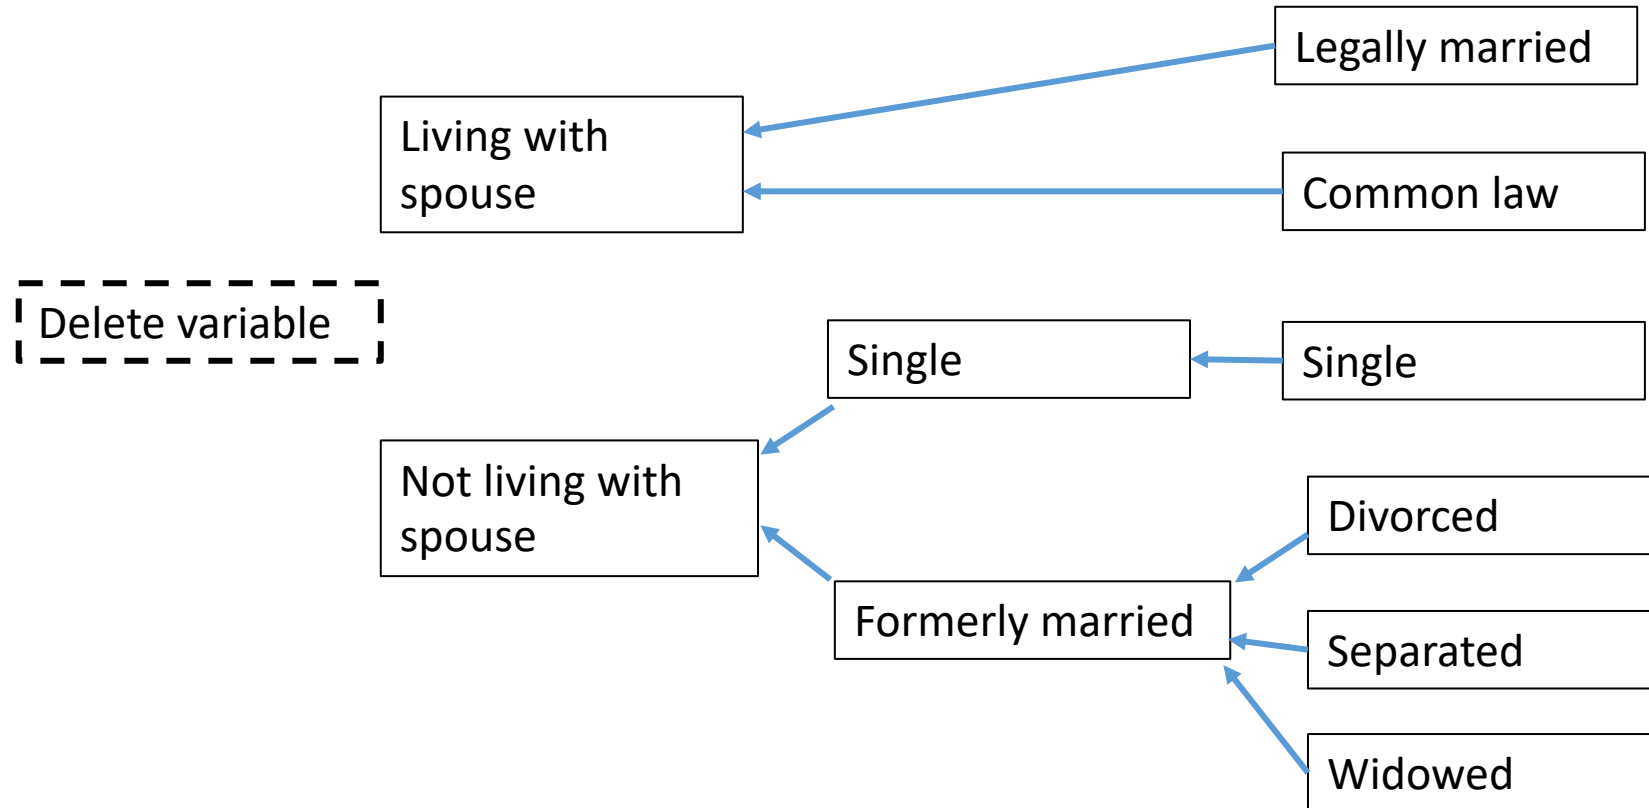 Legally married
Living with
spouse
Common law
Delete variable
Single
Single
Not living with
spouse
Divorced
Formerly married
Separated
Widowed